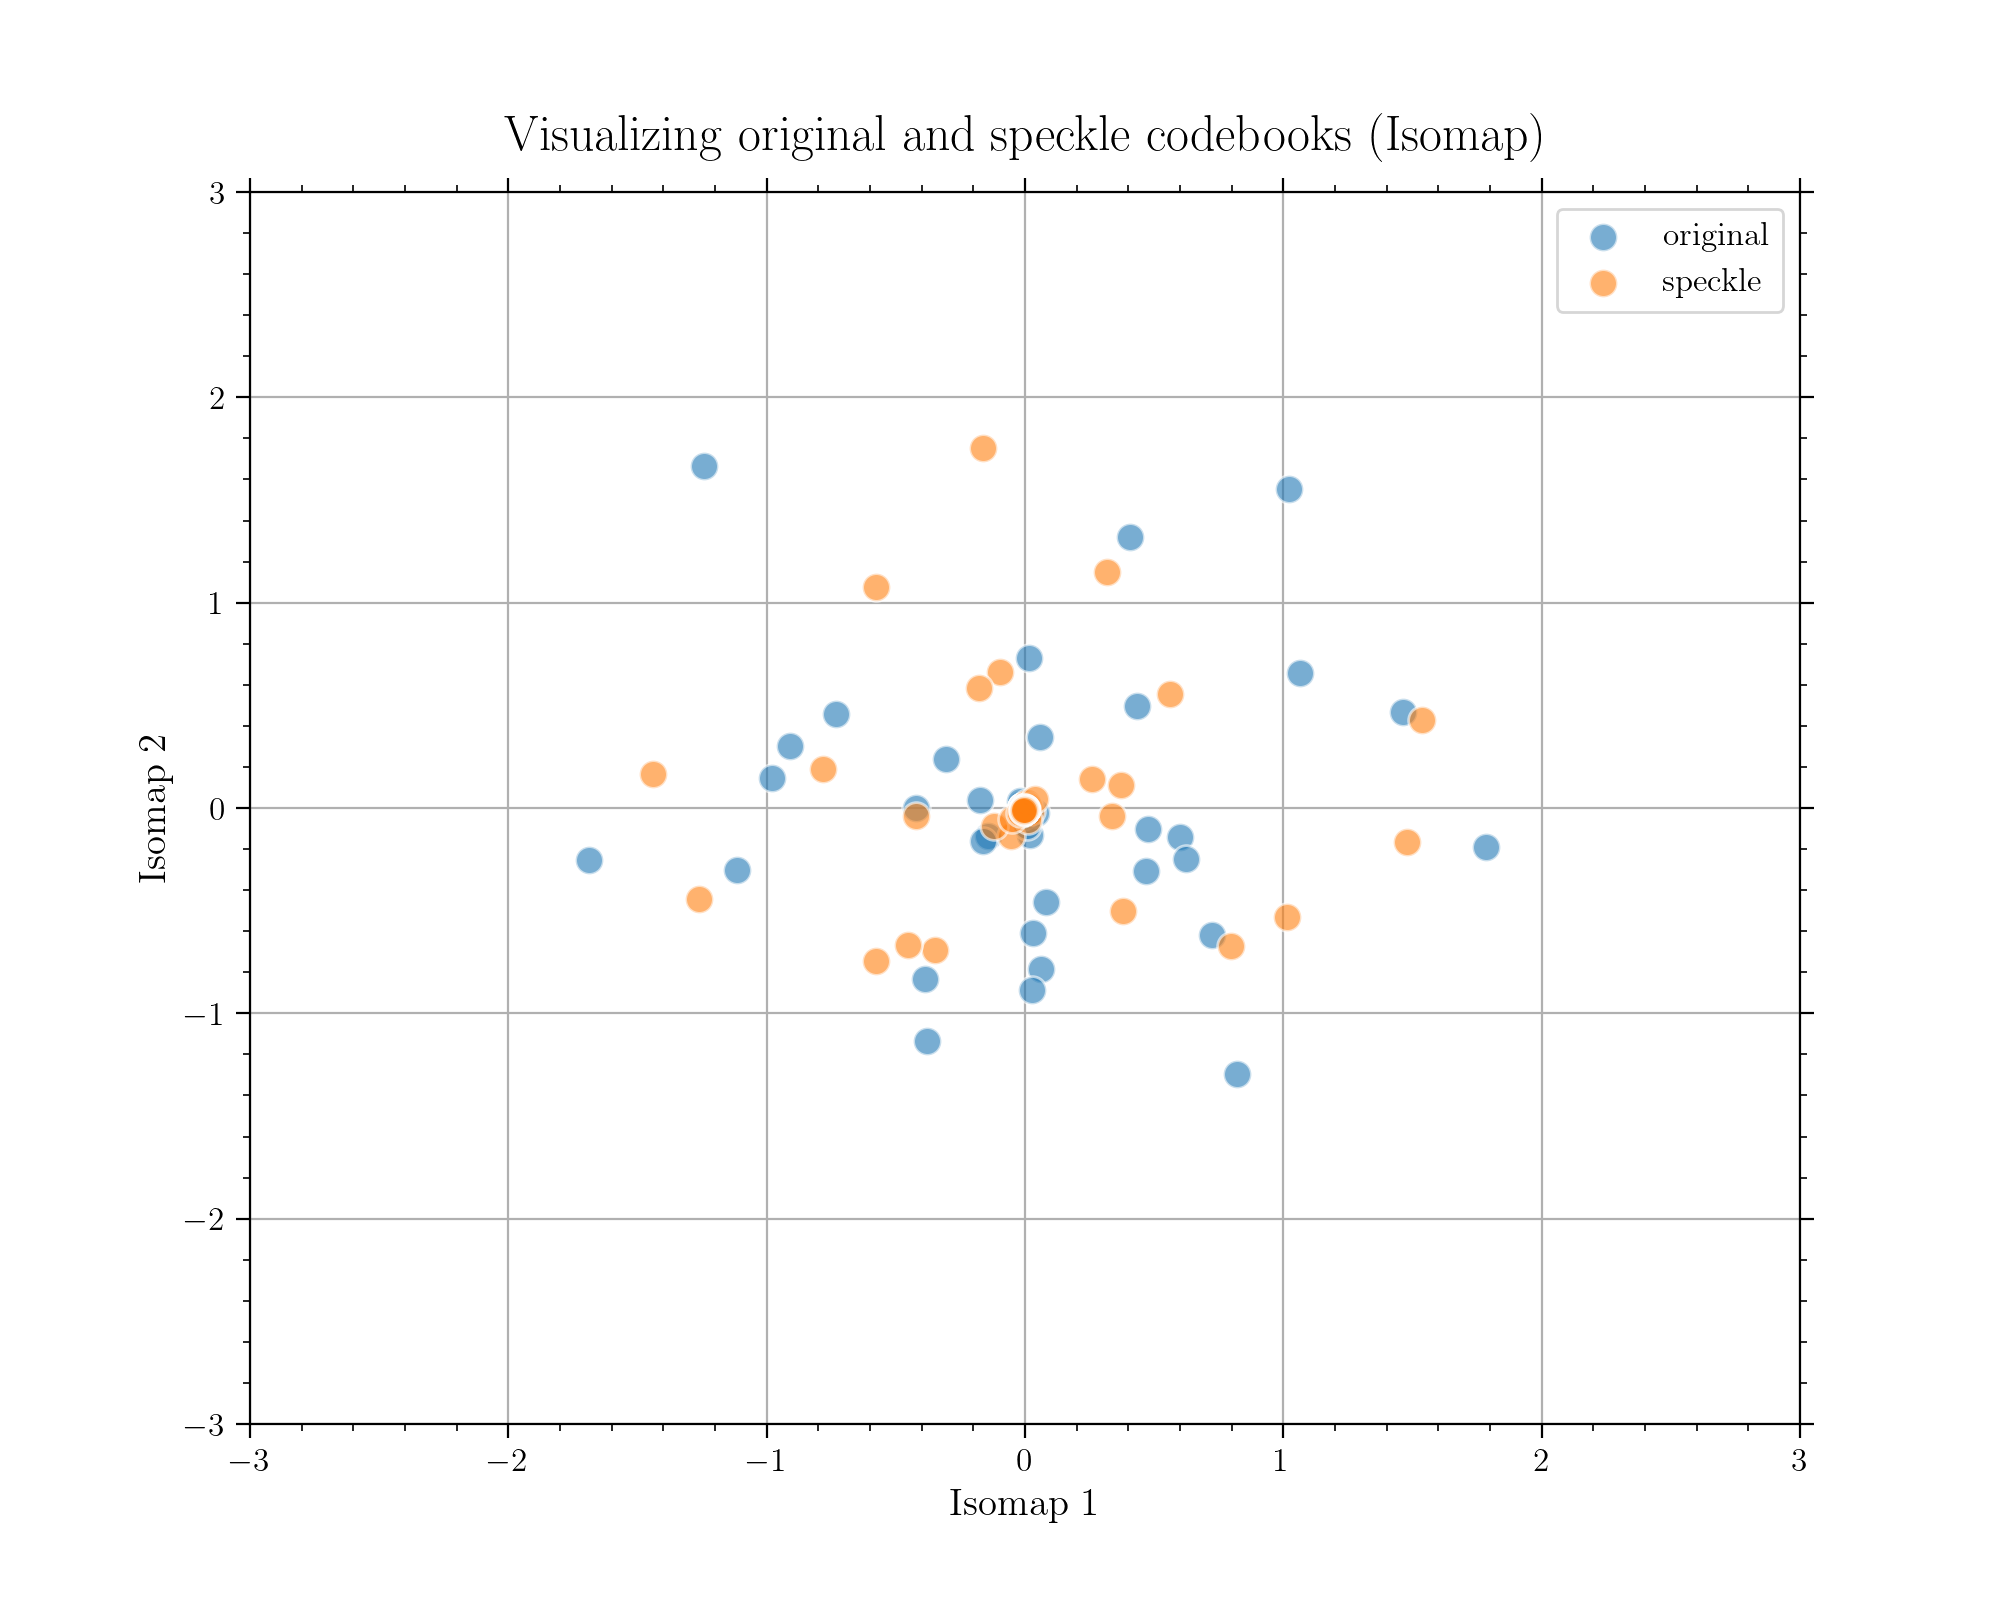 Visualizing original and speckle codebooks (Isomap)
original
speckle
3
2
1
0
−1
−2
−3
Isomap 2
−3
−2
−1
0
1
2
3
Isomap 1